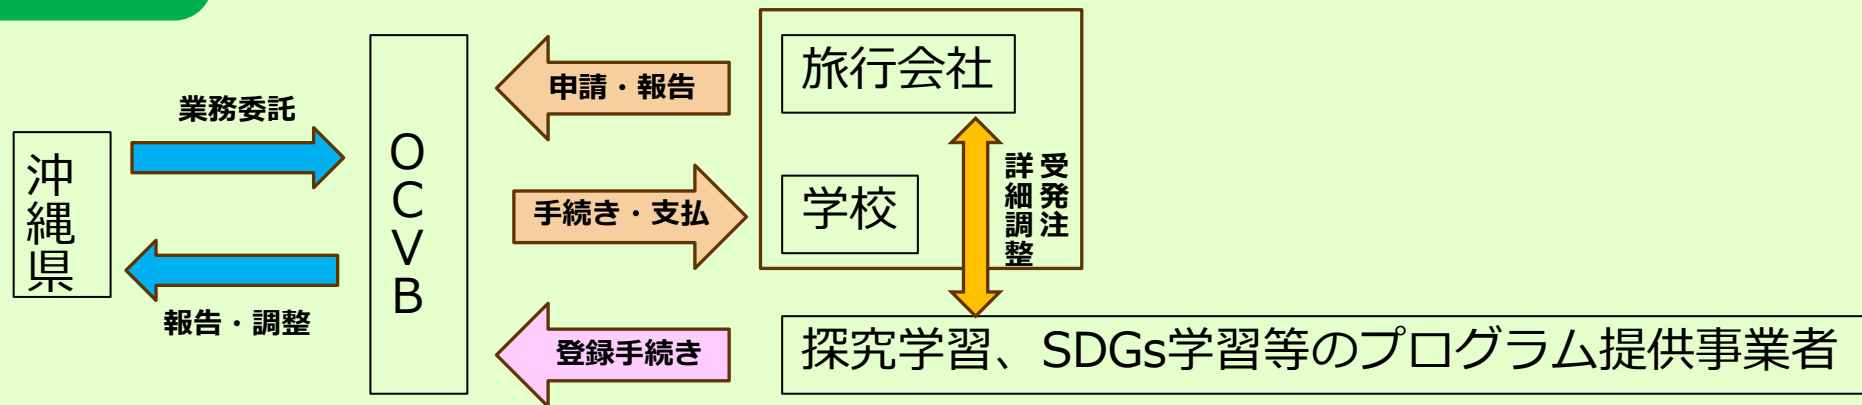 沖縄県
業務委託
報告・調整
OCVB
申請・報告
手続き・支払
登録手続き
旅行会社
学校
受発注
詳細調整
探究学習、SDGs学習等のプログラム提供事業者